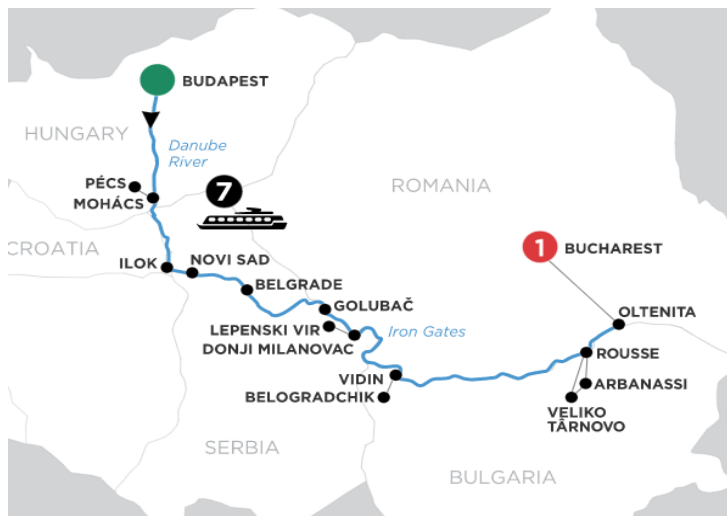 BUDAPEST
HUNGARY
Danube
River
PÉCS
MOHÁCS
7
ROMANIA
CROATIA
ILOK
NOVI SAD
BELGRADE
1
BUCHAREST
GOLUBAČ
OLTENITA
LEPENSKI VIR
DONJI MILANOVAC
Iron Gates
ROUSSE
VIDIN
BELOGRADCHIK
ARBANASSI
VELIKO
TÂRNOVO
SERBIA
BULGARIA